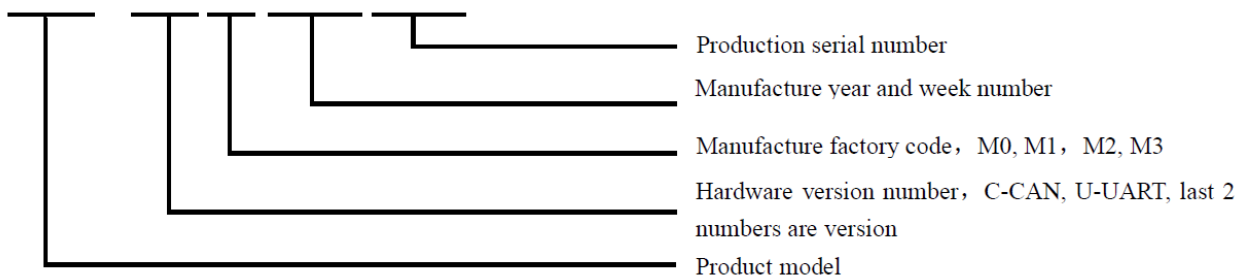 Production serial number
Manufacture year and week number
Manufacture factory code，M0, M1，M2, M3
Hardware version number，C-CAN, U-UART, last 2
numbers are version
Product model